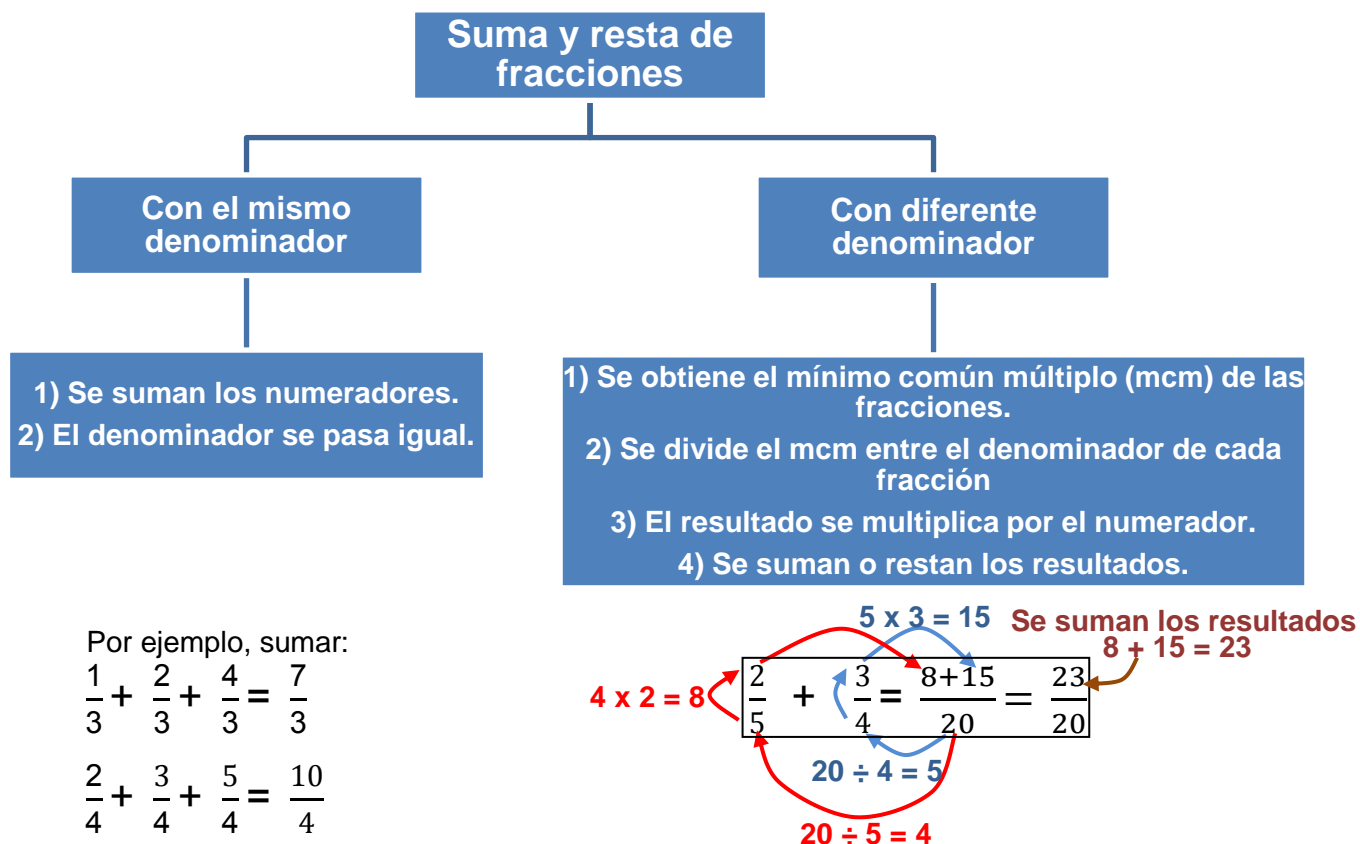 Suma y resta de
fracciones
Con el mismo
denominador
1) Se suman los numeradores.
2) El denominador se pasa igual.
Por ejemplo, sumar:
1/3 + 2/3 + 4/3 = 7/3
2/4 + 3/4 + 5/4 = 10/4
Con diferente
denominador
1) Se obtiene el mínimo común múltiplo (mcm) de las
fracciones.
2) Se divide el mcm entre el denominador de cada
fracción
3) El resultado se multiplica por el numerador.
4) Se suman o restan los resultados.
5 x 3 = 15
Se suman los resultados
8 + 15 = 23
4 x 2 = 8
2/5 + 3/4 = 8+15/20 = 23/20
20 ÷ 4 = 5
20 ÷ 5 = 4